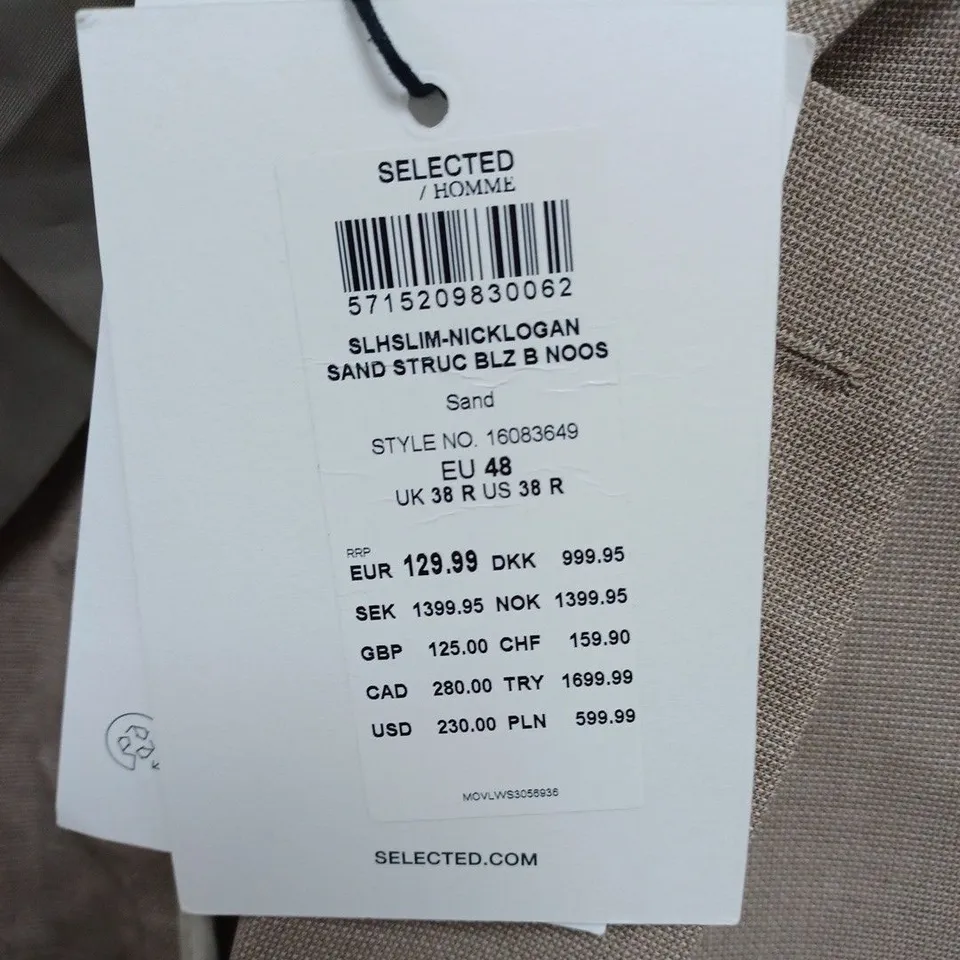 SELECTED
/ HOMME
5715209830062
SLHSLIM-NICKLOGAN
SAND STRUC BLZ B NOOS
Sand
STYLE NO. 16083649
EU 48
UK 38 R US 38 R
RRP
EUR 129.99 DKK 999.95
SEK 1399.95 NOK 1399.95
GBP 125.00 CHF 159.90
CAD 280.00 TRY 1699.99
USD 230.00 PLN 599.99
MOVLWS3056936
SELECTED.COM